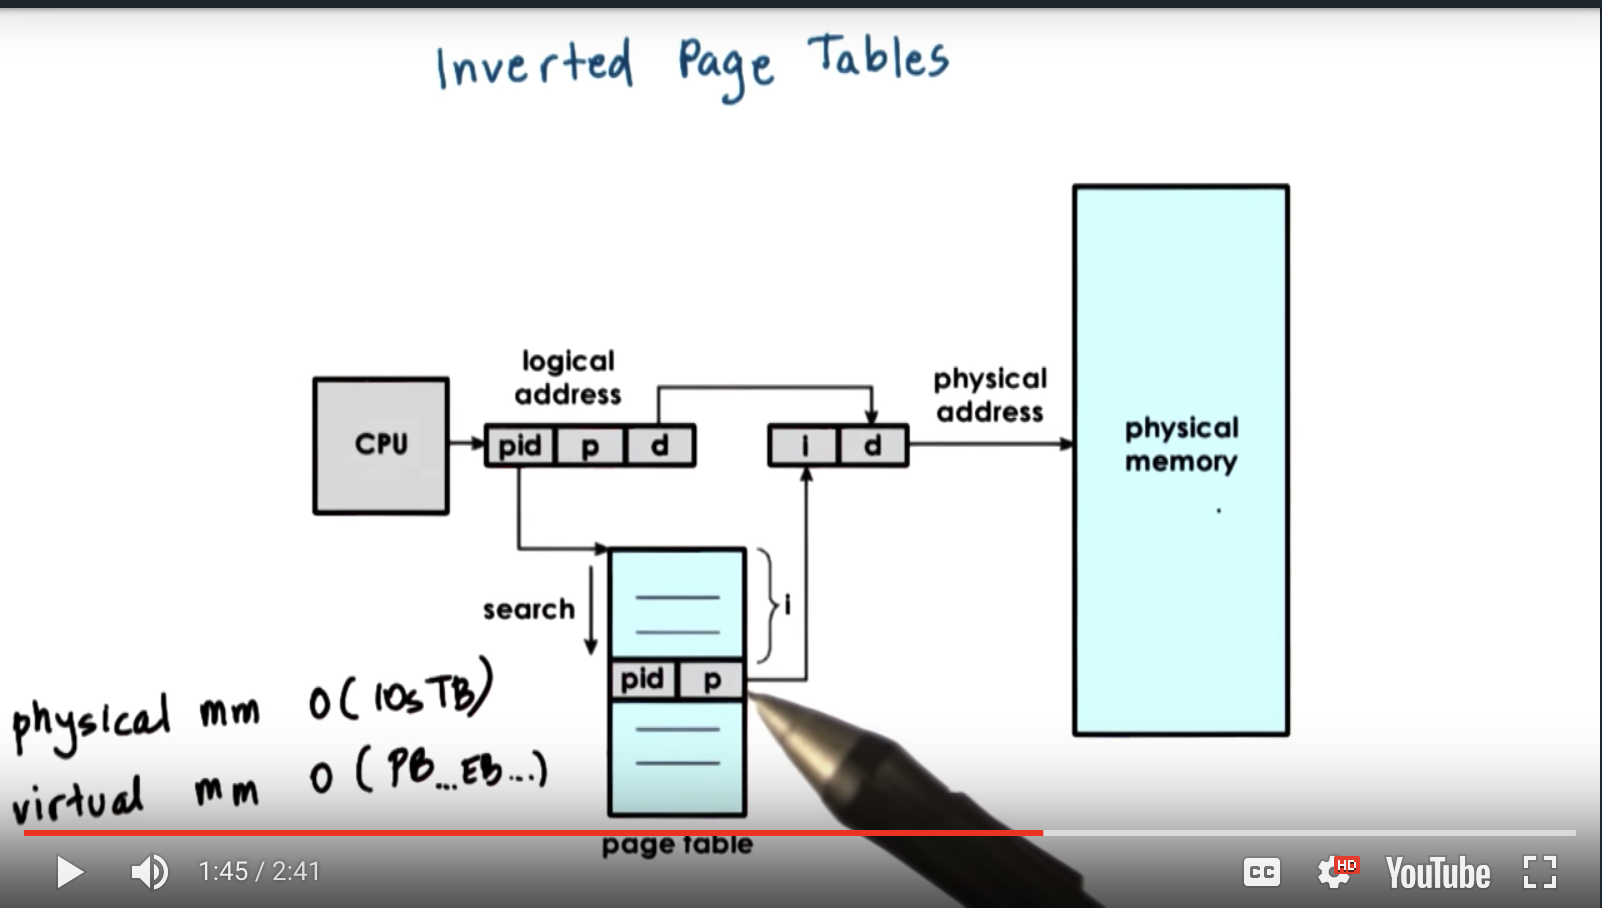 Inverted Page Tables
logical
address
physical
address
CPU
pid p d
i d
physical
memory
search
i
pid p
physical mm O(10s TB)
virtual mm O(PB...EB...)
page table
1:45 / 2:41
CC
HD
YouTube